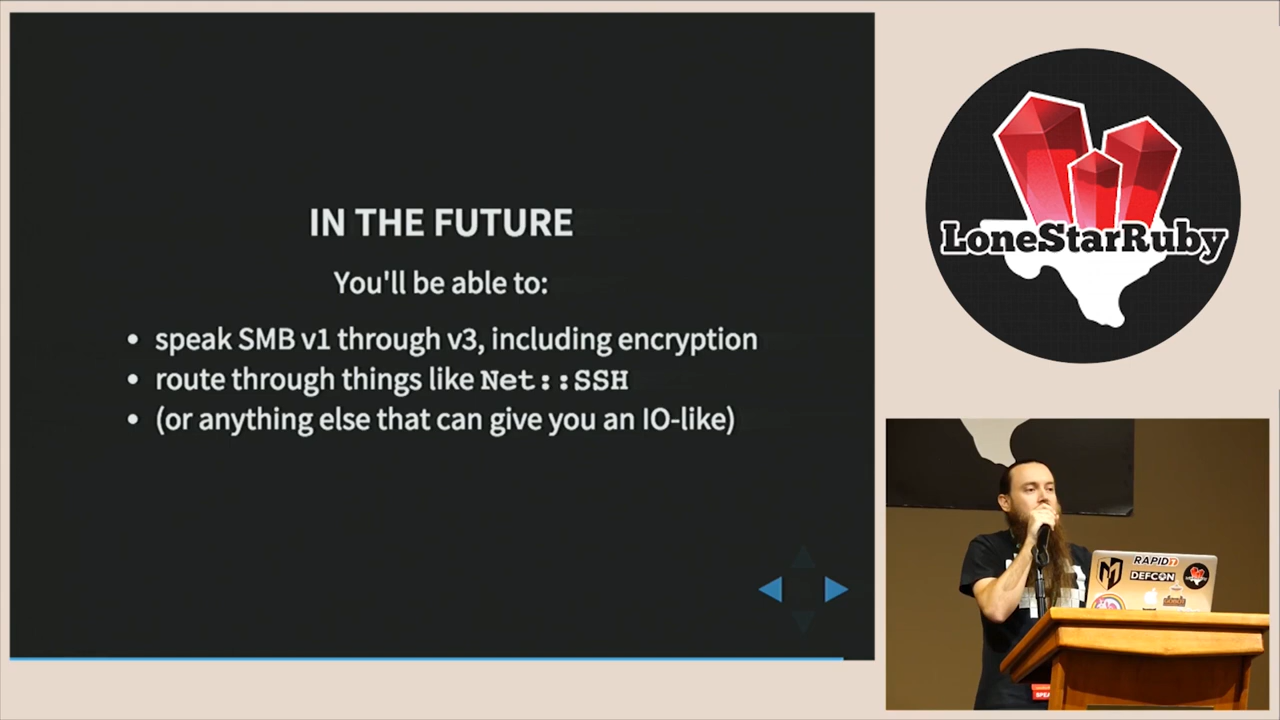 IN THE FUTURE
You'll be able to:
• speak SMB v1 through v3, including encryption
• route through things like Net::SSH
• (or anything else that can give you an IO-like)
LoneStarRuby
RAPID7
DEFCON
SPEA